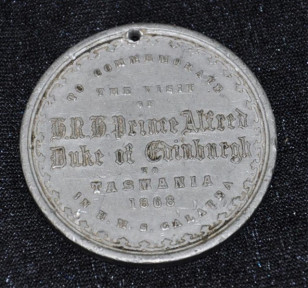 TO COMMEMORATE
THE VISIT
OF
H.R.H. Prince Alfred
Duke of Edinburgh
TO
TASMANIA
1868
IN H.M.S. GALATEA